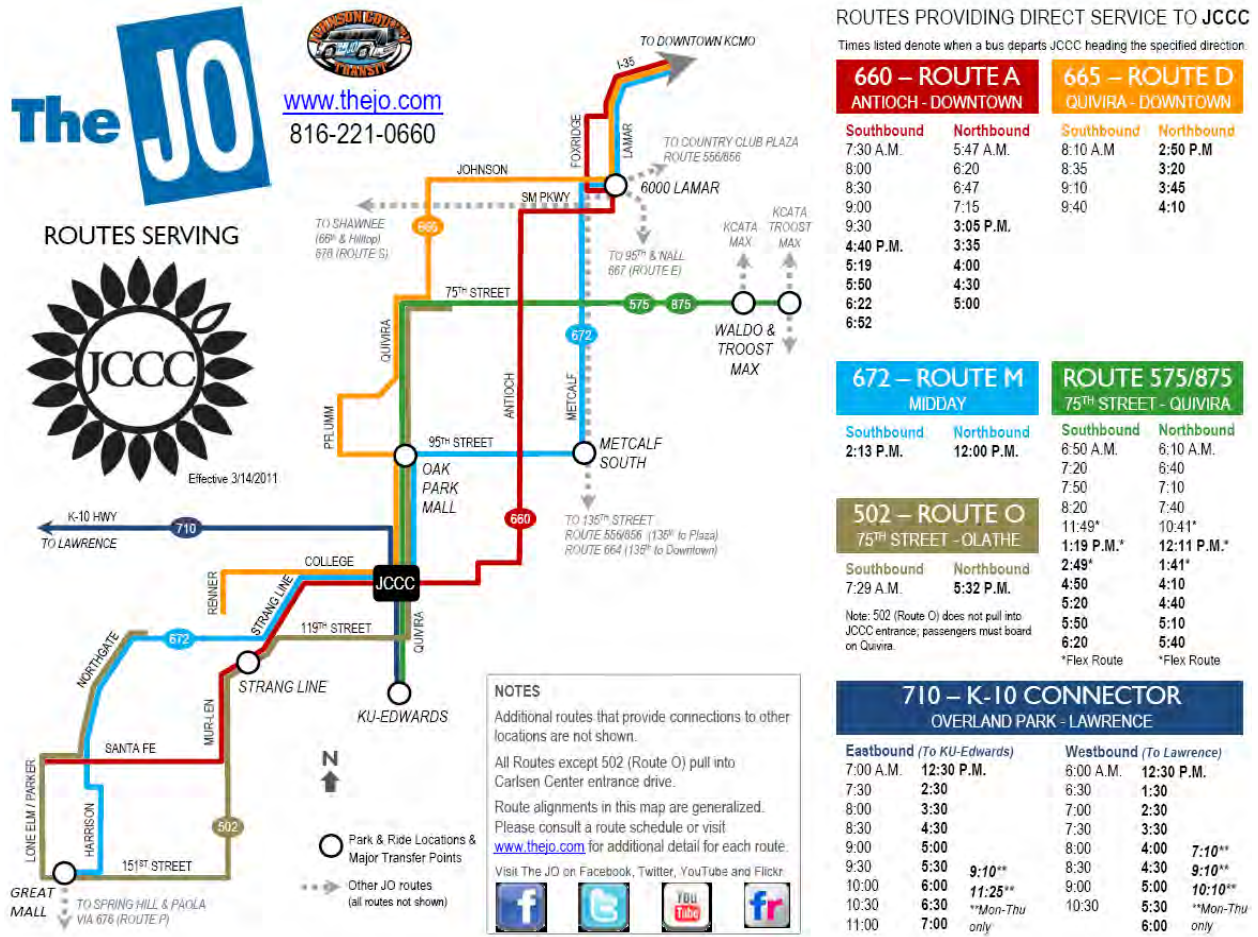 The JO
JOHNSON COUNTY
TRANSIT
www.thejo.com
816-221-0660
ROUTES SERVING
JCCC
Effective 3/14/2011
TO DOWNTOWN KCMO
I-35
FOXRIDGE
LAMAR
TO COUNTRY CLUB PLAZA
ROUTE 556/856
JOHNSON
6000 LAMAR
SM PKWY
TO SHAWNEE
(66th & Hilltop)
678 (ROUTE S)
665
TO 95TH & NALL
667 (ROUTE E)
KCATA
MAX
KCATA
TROOST
MAX
75TH STREET
575
875
WALDO &
TROOST
MAX
QUIVIRA
672
ANTIOCH
METCALF
PFLUMM
95TH STREET
METCALF
SOUTH
OAK
PARK
MALL
K-10 HWY
710
TO LAWRENCE
660
TO 135TH STREET
ROUTE 556/856 (135th to Plaza)
ROUTE 664 (135th to Downtown)
COLLEGE
JCCC
RENNER
STRANG LINE
119TH STREET
QUIVIRA
672
NORTHGATE
STRANG LINE
KU-EDWARDS
MUR-LEN
SANTA FE
LONE ELM / PARKER
HARRISON
502
151ST STREET
GREAT
MALL
TO SPRING HILL & PAOLA
VIA 676 (ROUTE P)
N
Park & Ride Locations &
Major Transfer Points
Other JO routes
(all routes not shown)
NOTES
Additional routes that provide connections to other
locations are not shown.
All Routes except 502 (Route O) pull into
Carlsen Center entrance drive.
Route alignments in this map are generalized.
Please consult a route schedule or visit
www.thejo.com for additional detail for each route.
Visit The JO on Facebook, Twitter, YouTube and Flickr.
f
t
You
Tube
fr
ROUTES PROVIDING DIRECT SERVICE TO JCCC
Times listed denote when a bus departs JCCC heading the specified direction.
660 – ROUTE A
ANTIOCH - DOWNTOWN
Southbound Northbound
7:30 A.M. 5:47 A.M.
8:00 6:20
8:30 6:47
9:00 7:15
9:30 3:05 P.M.
4:40 P.M. 3:35
5:19 4:00
5:50 4:30
6:22 5:00
6:52
665 – ROUTE D
QUIVIRA - DOWNTOWN
Southbound Northbound
8:10 A.M 2:50 P.M
8:35 3:20
9:10 3:45
9:40 4:10
672 – ROUTE M
MIDDAY
Southbound Northbound
2:13 P.M. 12:00 P.M.
502 – ROUTE O
75TH STREET - OLATHE
Southbound Northbound
7:29 A.M. 5:32 P.M.
Note: 502 (Route O) does not pull into
JCCC entrance; passengers must board
on Quivira.
ROUTE 575/875
75TH STREET - QUIVIRA
Southbound Northbound
6:50 A.M. 6:10 A.M.
7:20 6:40
7:50 7:10
8:20 7:40
11:49* 10:41*
1:19 P.M.* 12:11 P.M.*
2:49* 1:41*
4:50 4:10
5:20 4:40
5:50 5:10
6:20 5:40
*Flex Route *Flex Route
710 – K-10 CONNECTOR
OVERLAND PARK - LAWRENCE
Eastbound (To KU-Edwards)
7:00 A.M. 12:30 P.M.
7:30 2:30
8:00 3:30
8:30 4:30
9:00 5:00
9:30 5:30 9:10**
10:00 6:00 11:25**
10:30 6:30 **Mon-Thu
11:00 7:00 only
Westbound (To Lawrence)
6:00 A.M. 12:30 P.M.
6:30 1:30
7:00 2:30
7:30 3:30
8:00 4:00 7:10**
8:30 4:30 9:10**
9:00 5:00 10:10**
10:30 5:30 **Mon-Thu
6:00 only